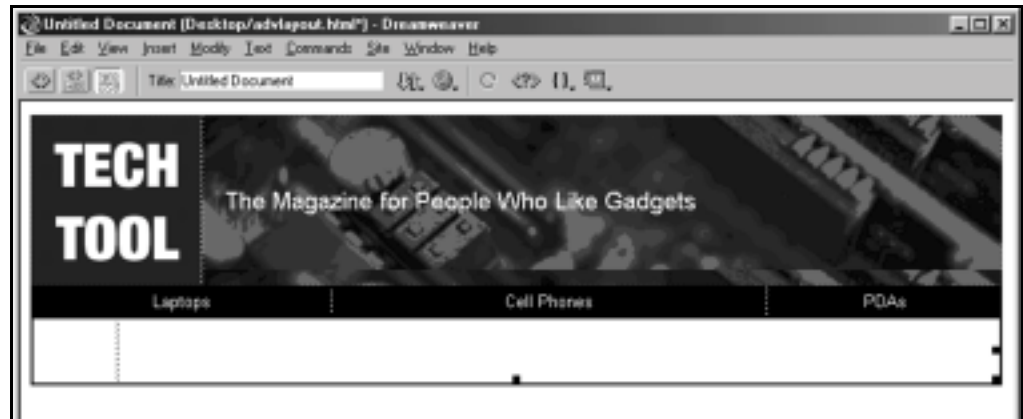 Untitled Document (Desktop/advlayout.html*) - Dreamweaver
File Edit View Insert Modify Text Commands Site Window Help
Title: Untitled Document
TECH
TOOL
The Magazine for People Who Like Gadgets
Laptops Cell Phones PDAs